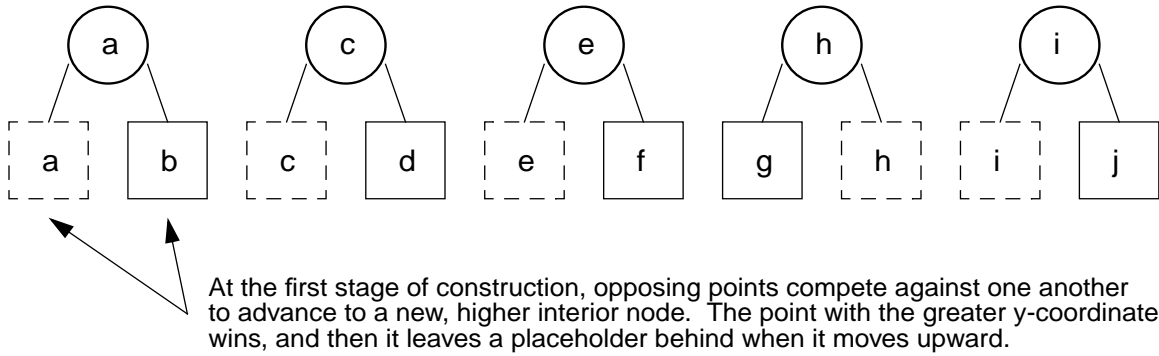 a c e h i
a b c d e f g h i j
At the first stage of construction, opposing points compete against one another
to advance to a new, higher interior node. The point with the greater y-coordinate
wins, and then it leaves a placeholder behind when it moves upward.